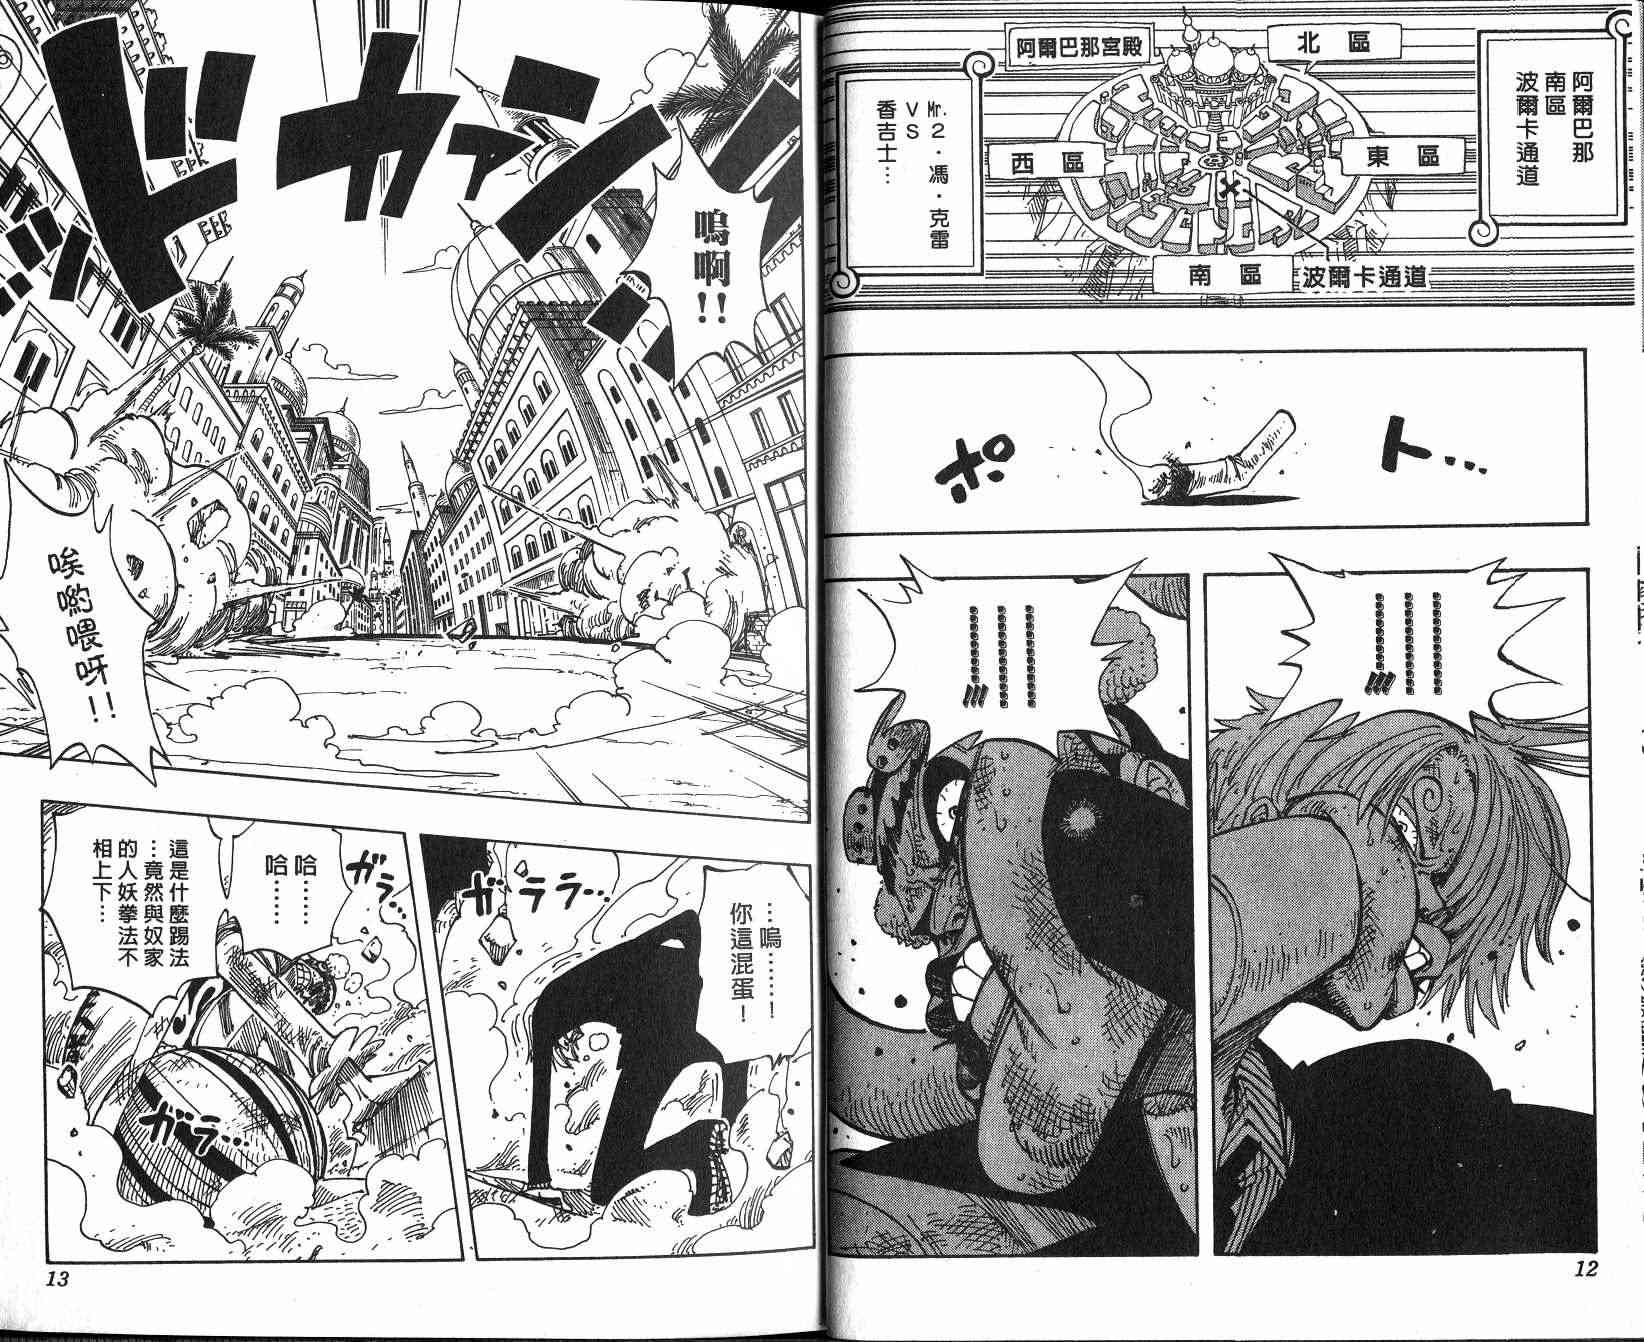 阿爾巴那
南區
波爾卡通道
阿爾巴那宮殿
北 區
西 區
東 區
南 區
波爾卡通道
Mr.2・馮・克雷
VS
香吉士…
ポト…
12
ドカァン
嗚啊!!
唉喲喂呀!!
…嗚……!
你這混蛋!
ガララ…
哈……
哈……
ガラ…
這是什麼踢法
…竟然與奴家
的人妖拳法不
相上下…
ガラ…
13